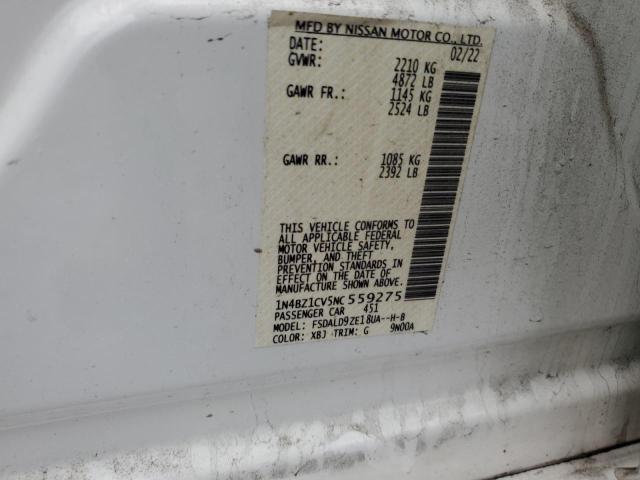 MFD BY NISSAN MOTOR CO., LTD.
DATE: 02/22
GVWR: 2210 KG
4872 LB
GAWR FR.: 1145 KG
2524 LB
GAWR RR.: 1085 KG
2392 LB
THIS VEHICLE CONFORMS TO
ALL APPLICABLE FEDERAL
MOTOR VEHICLE SAFETY,
BUMPER, AND THEFT
PREVENTION STANDARDS IN
EFFECT ON THE DATE OF
MANUFACTURE SHOWN ABOVE.
1N4BZ1CV5NC559275
PASSENGER CAR 451
MODEL: FSDALD9ZE18UA--H-B
COLOR: XBJ TRIM: G 9N00A